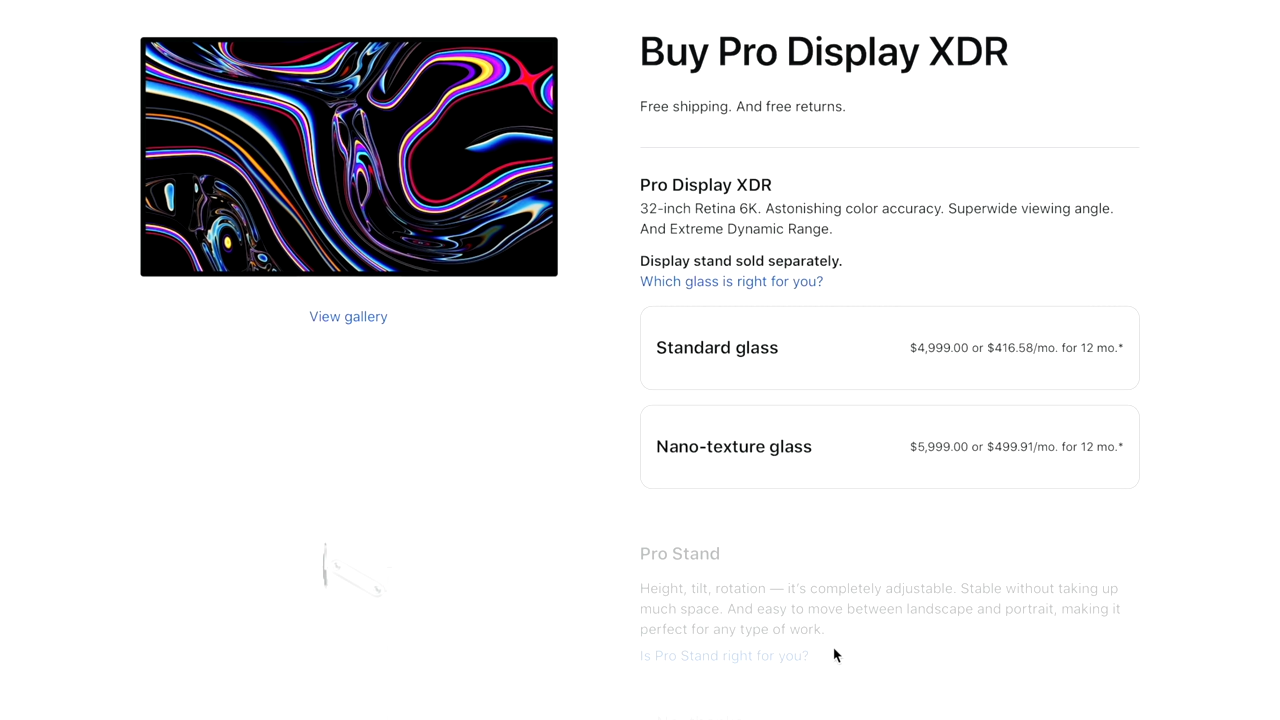 Buy Pro Display XDR
Free shipping. And free returns.
Pro Display XDR
32-inch Retina 6K. Astonishing color accuracy. Superwide viewing angle.
And Extreme Dynamic Range.
Display stand sold separately.
Which glass is right for you?
View gallery
Standard glass
$4,999.00 or $416.58/mo. for 12 mo.*
Nano-texture glass
$5,999.00 or $499.91/mo. for 12 mo.*
Pro Stand
Height, tilt, rotation — it’s completely adjustable. Stable without taking up
much space. And easy to move between landscape and portrait, making it
perfect for any type of work.
Is Pro Stand right for you?